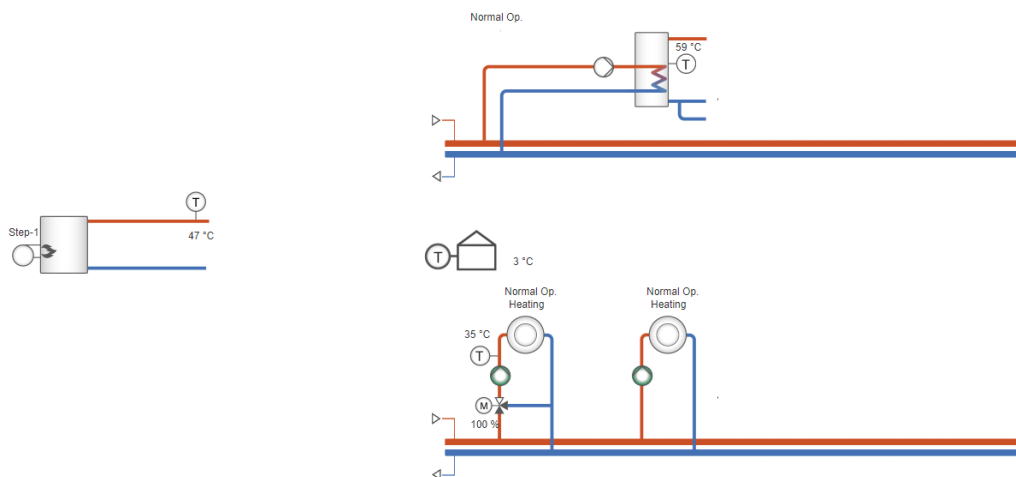 Normal Op.
59 °C
T
T
Step-1
47 °C
T
3 °C
Normal Op.
Heating
Normal Op.
Heating
35 °C
T
M
100 %